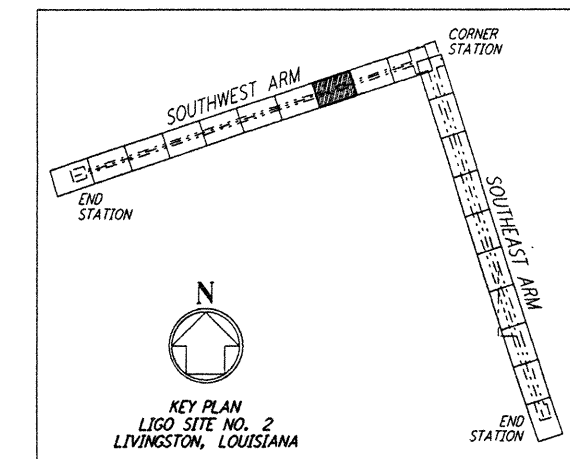 CORNER
STATION
SOUTHWEST ARM
END
STATION
SOUTHEAST ARM
N
KEY PLAN
LIGO SITE NO. 2
LIVINGSTON, LOUISIANA
END
STATION